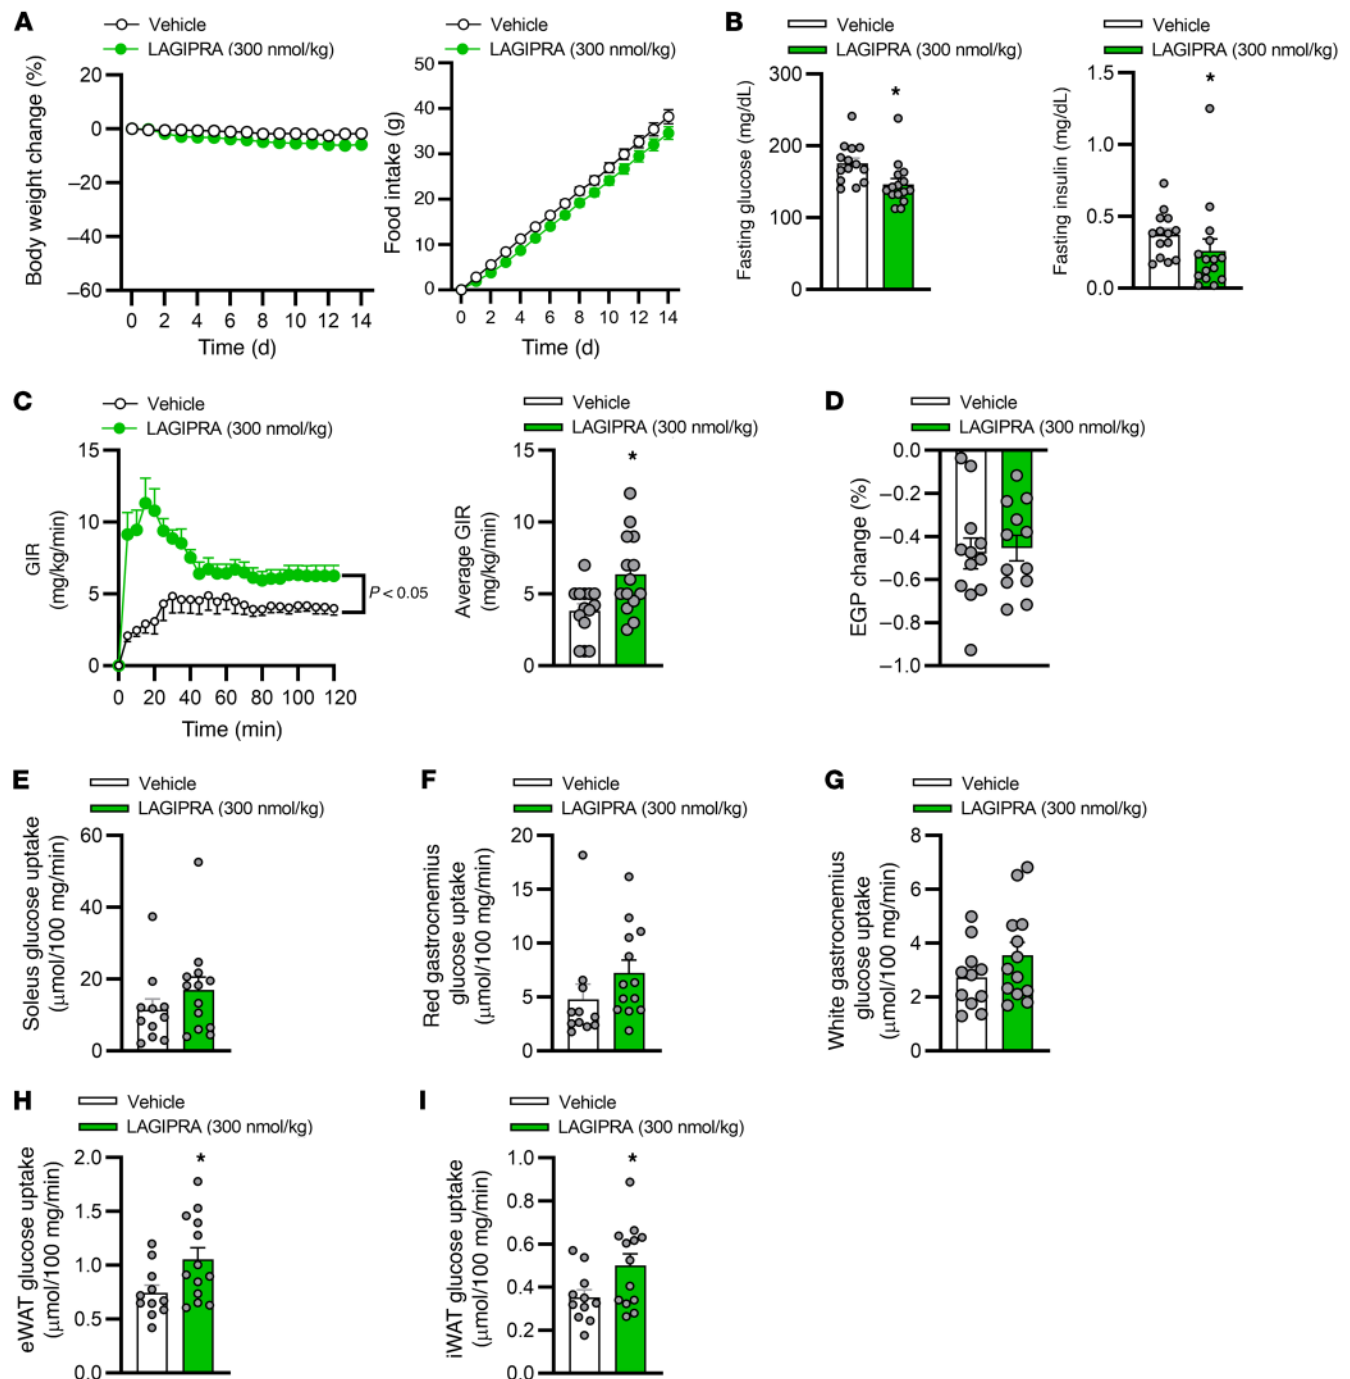 A
Vehicle
LAGIPRA (300 nmol/kg)
Body weight change (%)
20
0
–20
–40
–60
0 2 4 6 8 10 12 14
Time (d)
Vehicle
LAGIPRA (300 nmol/kg)
Food intake (g)
50
40
30
20
10
0
0 2 4 6 8 10 12 14
Time (d)
B
Vehicle
LAGIPRA (300 nmol/kg)
Fasting glucose (mg/dL)
300
200
100
0
*
Vehicle
LAGIPRA (300 nmol/kg)
Fasting insulin (mg/dL)
1.5
1.0
0.5
0.0
*
C
Vehicle
LAGIPRA (300 nmol/kg)
GIR
(mg/kg/min)
15
10
5
0
P < 0.05
0 20 40 60 80 100 120
Time (min)
Vehicle
LAGIPRA (300 nmol/kg)
Average GIR
(mg/kg/min)
15
10
5
0
*
D
Vehicle
LAGIPRA (300 nmol/kg)
EGP change (%)
0.0
–0.2
–0.4
–0.6
–0.8
–1.0
E
Vehicle
LAGIPRA (300 nmol/kg)
Soleus glucose uptake
(μmol/100 mg/min)
60
40
20
0
F
Vehicle
LAGIPRA (300 nmol/kg)
Red gastrocnemius
glucose uptake
(μmol/100 mg/min)
20
15
10
5
0
G
Vehicle
LAGIPRA (300 nmol/kg)
White gastrocnemius
glucose uptake
(μmol/100 mg/min)
8
6
4
2
0
H
Vehicle
LAGIPRA (300 nmol/kg)
eWAT glucose uptake
(μmol/100 mg/min)
2.0
1.5
1.0
0.5
0.0
*
I
Vehicle
LAGIPRA (300 nmol/kg)
iWAT glucose uptake
(μmol/100 mg/min)
1.0
0.8
0.6
0.4
0.2
0.0
*